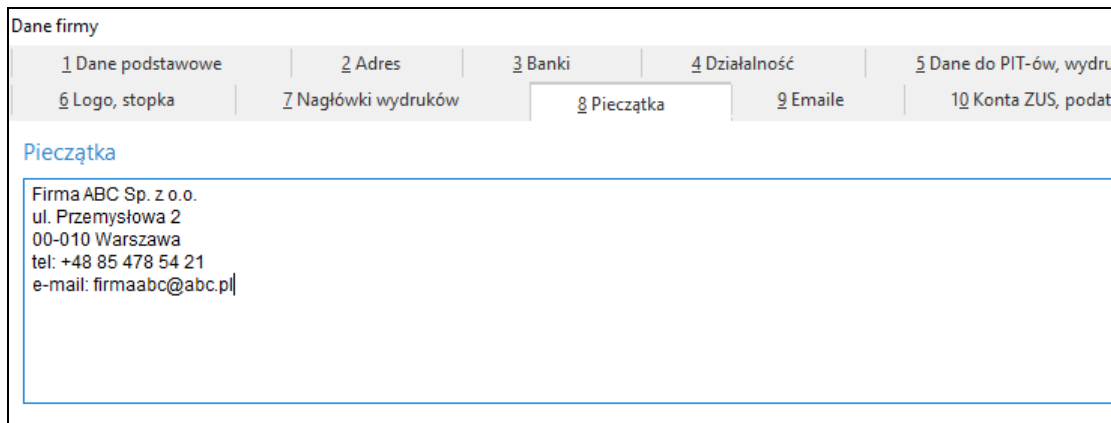 Dane firmy
1 Dane podstawowe 2 Adres 3 Banki 4 Działalność 5 Dane do PIT-ów,
6 Logo, stopka 7 Nagłówki wydruków 8 Pieczątka 9 Emaile 10 Konta ZUS,
Pieczątka
Firma ABC Sp. z o.o.
ul. Przemysłowa 2
00-010 Warszawa
tel: +48 85 478 54 21
e-mail: firmaabc@abc.pl